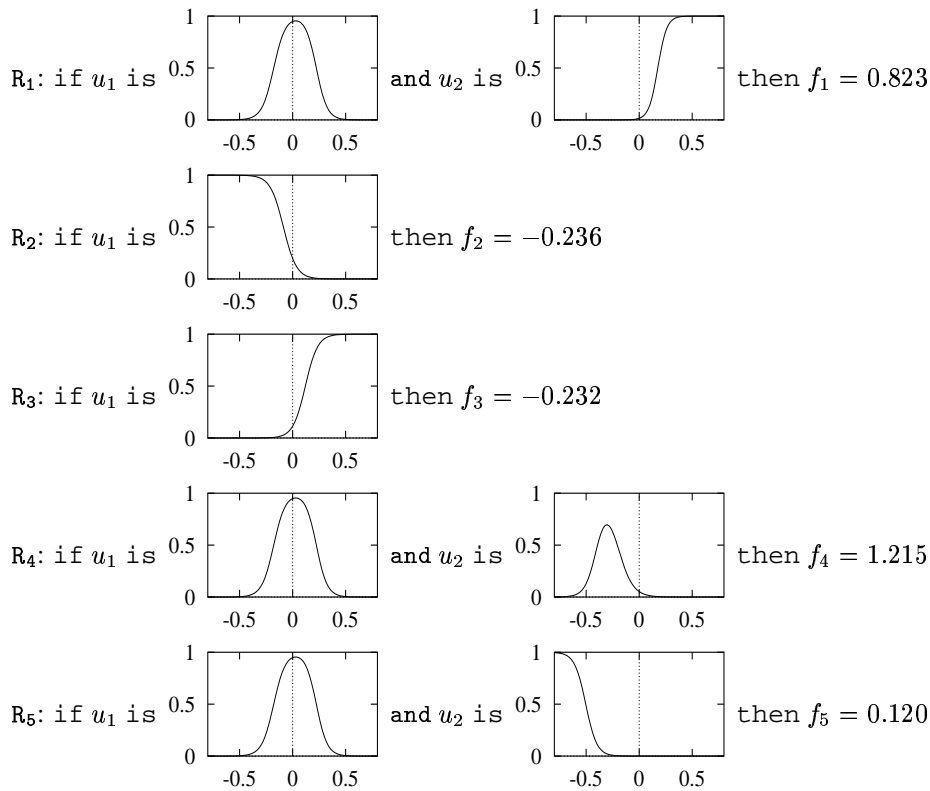 1 1
R₁: if u₁ is 0.5 and u₂ is 0.5 then f₁ = 0.823
0 0
-0.5 0 0.5 -0.5 0 0.5
1
R₂: if u₁ is 0.5 then f₂ = −0.236
0
-0.5 0 0.5
1
R₃: if u₁ is 0.5 then f₃ = −0.232
0
-0.5 0 0.5
1 1
R₄: if u₁ is 0.5 and u₂ is 0.5 then f₄ = 1.215
0 0
-0.5 0 0.5 -0.5 0 0.5
1 1
R₅: if u₁ is 0.5 and u₂ is 0.5 then f₅ = 0.120
0 0
-0.5 0 0.5 -0.5 0 0.5